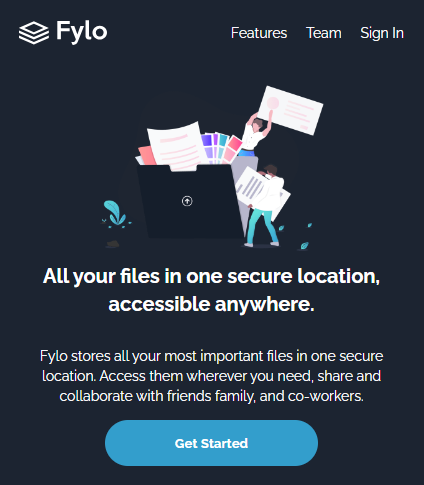 Fylo
Features Team Sign In
All your files in one secure location,
accessible anywhere.
Fylo stores all your most important files in one secure
location. Access them wherever you need, share and
collaborate with friends family, and co-workers.
Get Started